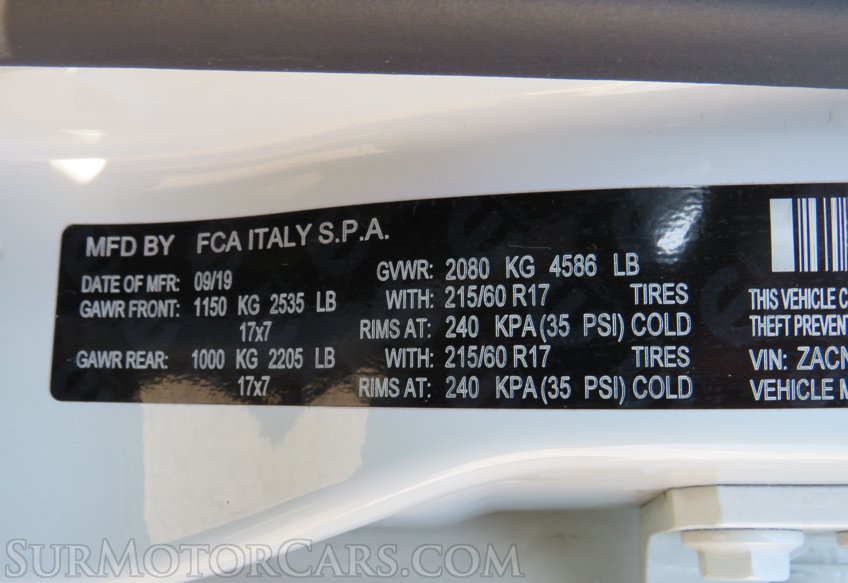 MFD BY FCA ITALY S.P.A.
DATE OF MFR: 09/19 GVWR: 2080 KG 4586 LB
GAWR FRONT: 1150 KG 2535 LB WITH: 215/60 R17 TIRES
17x7 RIMS AT: 240 KPA(35 PSI) COLD
GAWR REAR: 1000 KG 2205 LB WITH: 215/60 R17 TIRES
17x7 RIMS AT: 240 KPA(35 PSI) COLD
THIS VEHICLE C
THEFT PREVENT
VIN: ZACN
VEHICLE M
SURMOTORCARS.COM